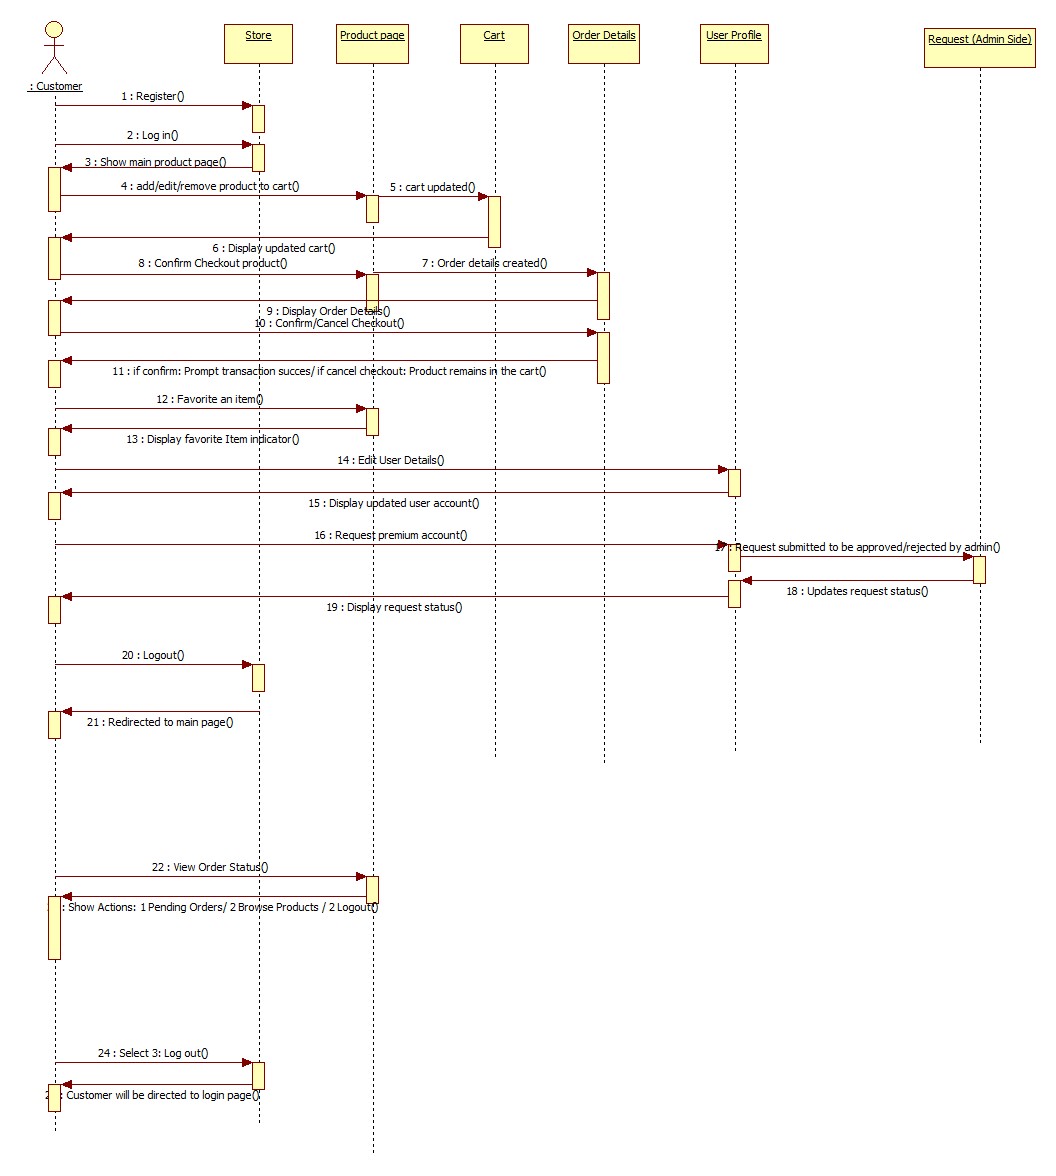 Store
Product page
Cart
Order Details
User Profile
Request (Admin Side)
: Customer
1 : Register()
2 : Log in()
3 : Show main product page()
4 : add/edit/remove product to cart()
5 : cart updated()
6 : Display updated cart()
8 : Confirm Checkout product()
7 : Order details created()
9 : Display Order Details()
10 : Confirm/Cancel Checkout()
11 : if confirm: Prompt transaction succes/ if cancel checkout: Product remains in the cart()
12 : Favorite an item()
13 : Display favorite Item indicator()
14 : Edit User Details()
15 : Display updated user account()
16 : Request premium account()
17 : Request submitted to be approved/rejected by admin()
18 : Updates request status()
19 : Display request status()
20 : Logout()
21 : Redirected to main page()
22 : View Order Status()
: Show Actions: 1 Pending Orders/ 2 Browse Products / 2 Logout()
24 : Select 3: Log out()
: Customer will be directed to login page()